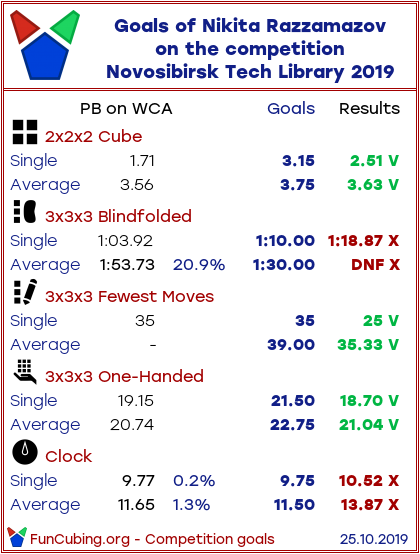 Goals of Nikita Razzamazov
on the competition
Novosibirsk Tech Library 2019
PB on WCA Goals Results
2x2x2 Cube
Single 1.71 3.15 2.51 V
Average 3.56 3.75 3.63 V
3x3x3 Blindfolded
Single 1:03.92 1:10.00 1:18.87 X
Average 1:53.73 20.9% 1:30.00 DNF X
3x3x3 Fewest Moves
Single 35 35 25 V
Average - 39.00 35.33 V
3x3x3 One-Handed
Single 19.15 21.50 18.70 V
Average 20.74 22.75 21.04 V
Clock
Single 9.77 0.2% 9.75 10.52 X
Average 11.65 1.3% 11.50 13.87 X
FunCubing.org - Competition goals 25.10.2019